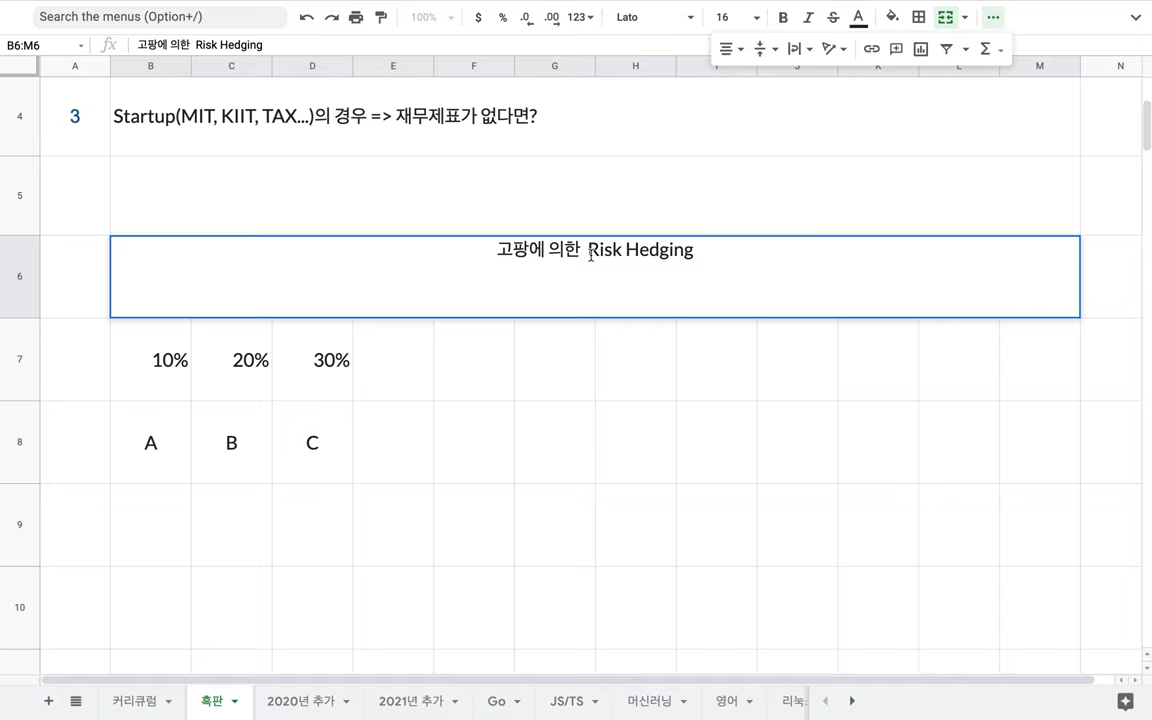 Search the menus (Option+/)
100%
$ % .0 .00 123
Lato
16
B I S A
B6:M6
fx 고팡에 의한  Risk Hedging
A B C D E F G H I J K L M N
4 3 Startup(MIT, KIIT, TAX...)의 경우 => 재무제표가 없다면?
5
6 고팡에 의한  Risk Hedging
7 10% 20% 30%
8 A B C
9
10
커리큐럼 흑판 2020년 추가 2021년 추가 Go JS/TS 머신러닝 영어